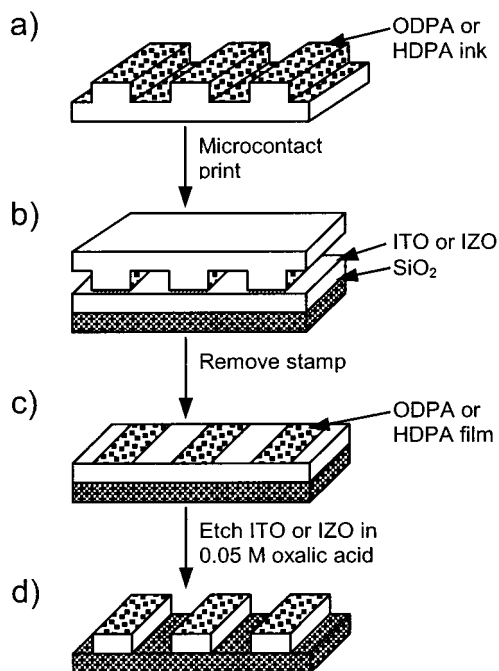 a)
ODPA or
HDPA ink
Microcontact
print
b)
ITO or IZO
SiO₂
Remove stamp
c)
ODPA or
HDPA film
Etch ITO or IZO in
0.05 M oxalic acid
d)